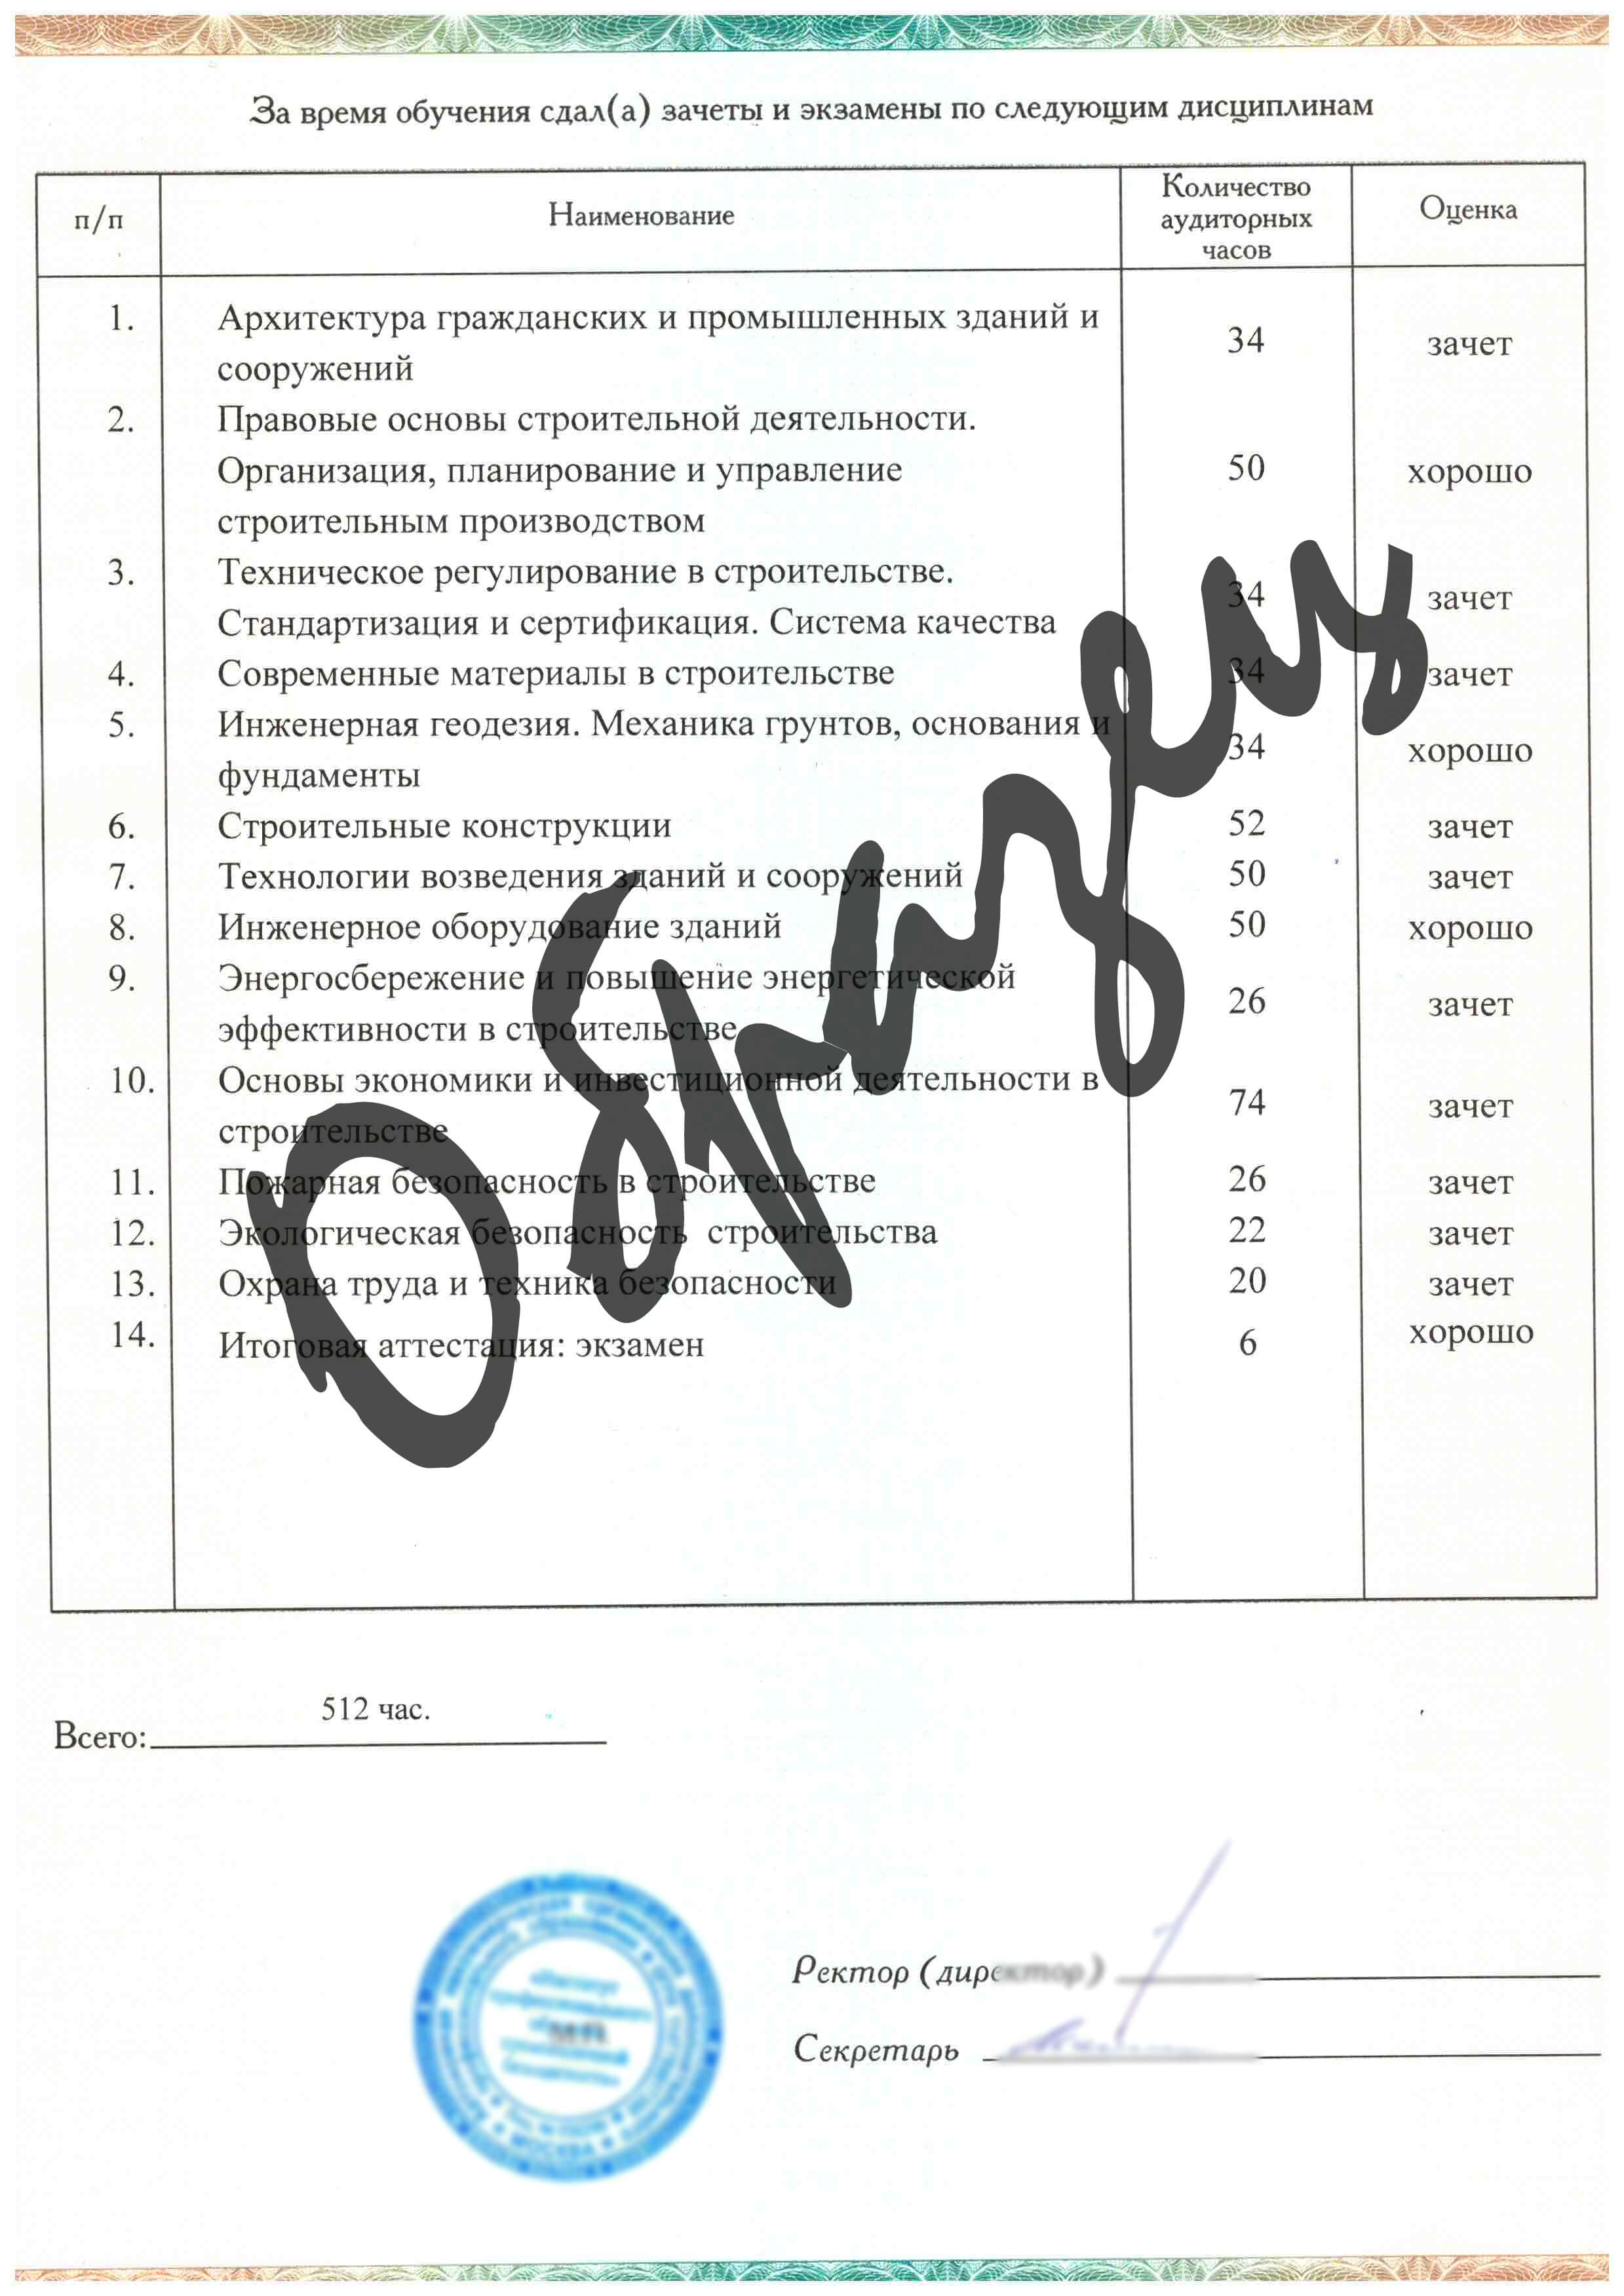 За время обучения сдал(а) зачеты и экзамены по следующим дисциплинам
п/п Наименование Количество аудиторных часов Оценка
1. Архитектура гражданских и промышленных зданий и
сооружений 34 зачет
2. Правовые основы строительной деятельности.
Организация, планирование и управление 50 хорошо
строительным производством
3. Техническое регулирование в строительстве.
34 зачет
Стандартизация и сертификация. Система качества
4. Современные материалы в строительстве 34 зачет
5. Инженерная геодезия. Механика грунтов, основания и
34 хорошо
фундаменты
6. Строительные конструкции 52 зачет
7. Технологии возведения зданий и сооружений 50 зачет
8. Инженерное оборудование зданий 50 хорошо
9. Энергосбережение и повышение энергетической
26 зачет
эффективности в строительстве
10. Основы экономики и инвестиционной деятельности в
74 зачет
строительстве
11. Пожарная безопасность в строительстве 26 зачет
12. Экологическая безопасность строительства 22 зачет
13. Охрана труда и техника безопасности 20 зачет
14. Итоговая аттестация: экзамен 6 хорошо
Образец
512 час.
Всего:
Ректор (директор)
Секретарь
М.П.
МОСКВА